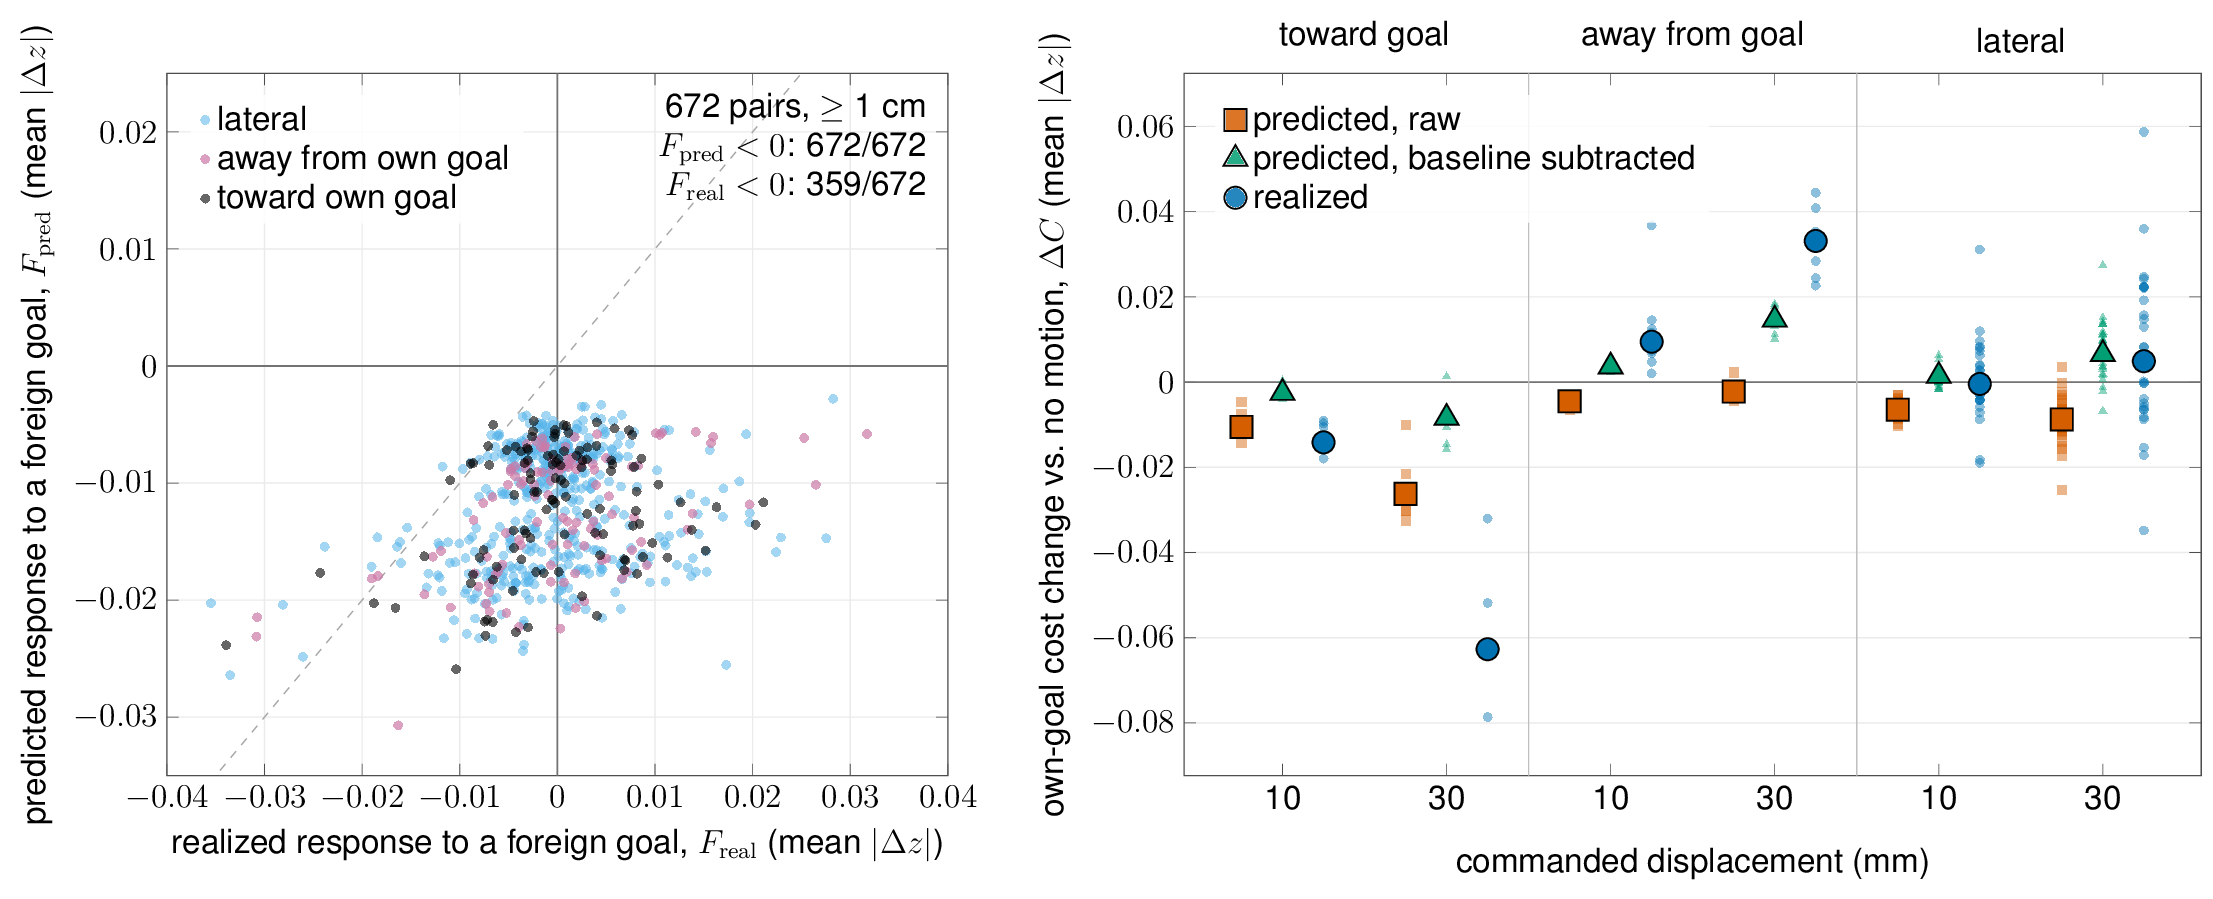 predicted response to a foreign goal, F_pred (mean |Δz|)
lateral
away from own goal
toward own goal
672 pairs, ≥ 1 cm
F_pred < 0: 672/672
F_real < 0: 359/672
0.02
0.01
0
−0.01
−0.02
−0.03
−0.04 −0.03 −0.02 −0.01 0 0.01 0.02 0.03 0.04
realized response to a foreign goal, F_real (mean |Δz|)
own-goal cost change vs. no motion, ΔC (mean |Δz|)
toward goal away from goal lateral
predicted, raw
predicted, baseline subtracted
realized
0.06
0.04
0.02
0
−0.02
−0.04
−0.06
−0.08
10 30 10 30 10 30
commanded displacement (mm)